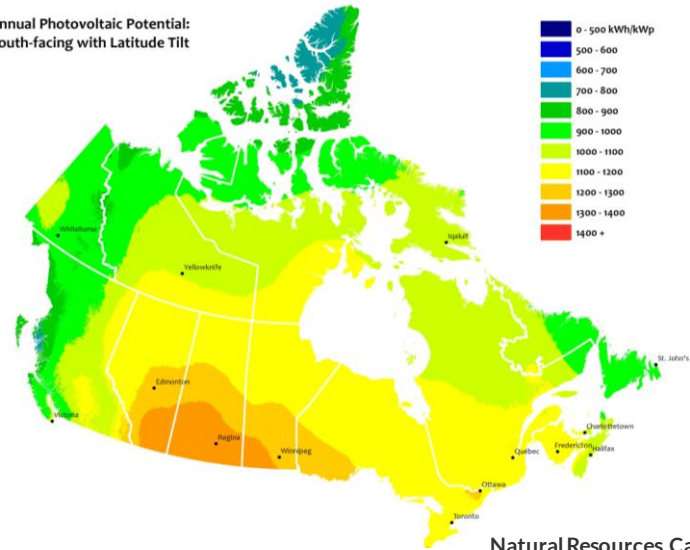 nnual Photovoltaic Potential:
outh-facing with Latitude Tilt
0 - 500 kWh/kWp
500 - 600
600 - 700
700 - 800
800 - 900
900 - 1000
1000 - 1100
1100 - 1200
1200 - 1300
1300 - 1400
1400 +
Whitehorse
Yellowknife
Iqaluit
St. John's
Edmonton
Victoria
Regina
Winnipeg
Charlottetown
Fredericton
Halifax
Québec
Ottawa
Toronto
Natural Resources Ca